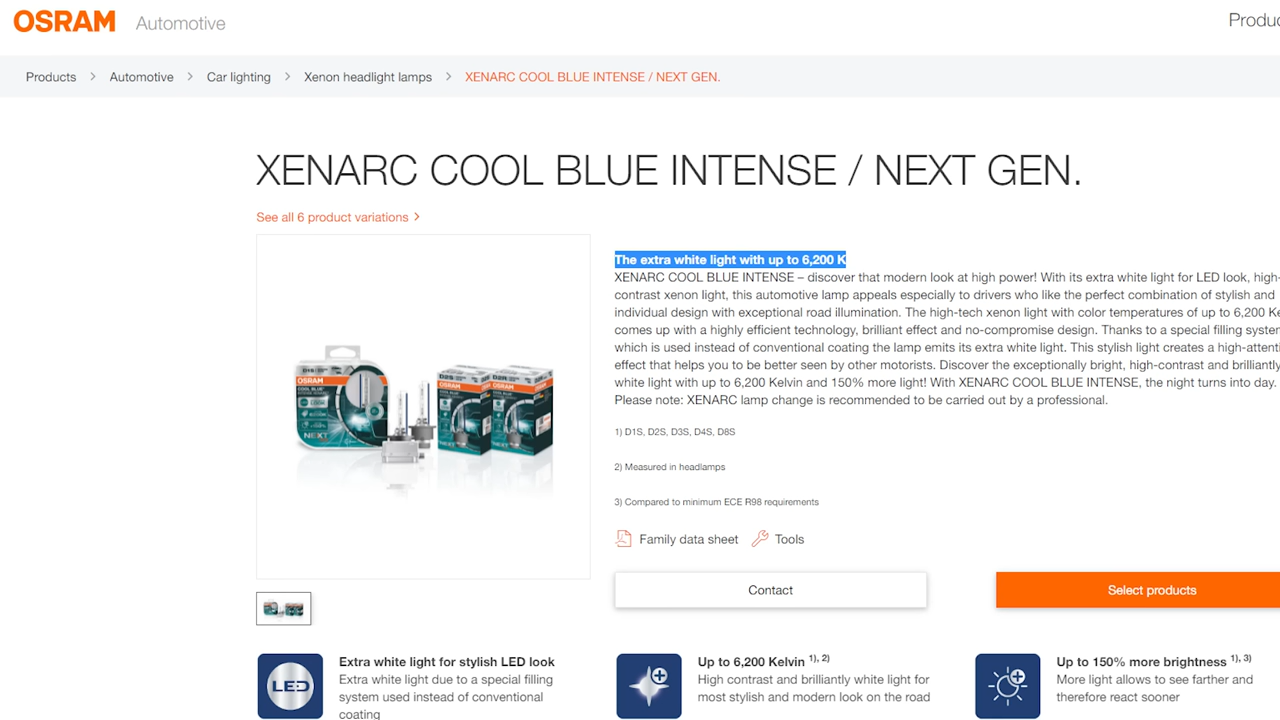 OSRAM Automotive
Produc
Products > Automotive > Car lighting > Xenon headlight lamps > XENARC COOL BLUE INTENSE / NEXT GEN.
XENARC COOL BLUE INTENSE / NEXT GEN.
See all 6 product variations >
The extra white light with up to 6,200 K
XENARC COOL BLUE INTENSE – discover that modern look at high power! With its extra white light for LED look, high-
contrast xenon light, this automotive lamp appeals especially to drivers who like the perfect combination of stylish and
individual design with exceptional road illumination. The high-tech xenon light with color temperatures of up to 6,200 Ke
comes up with a highly efficient technology, brilliant effect and no-compromise design. Thanks to a special filling system
which is used instead of conventional coating the lamp emits its extra white light. This stylish light creates a high-attenti
effect that helps you to be better seen by other motorists. Discover the exceptionally bright, high-contrast and brilliantly
white light with up to 6,200 Kelvin and 150% more light! With XENARC COOL BLUE INTENSE, the night turns into day.
Please note: XENARC lamp change is recommended to be carried out by a professional.
1) D1S, D2S, D3S, D4S, D8S
2) Measured in headlamps
3) Compared to minimum ECE R98 requirements
D1S
OSRAM
COOL BLUE
NEXT
D2S
OSRAM
D2R
OSRAM
Family data sheet
Tools
Contact
Select products
LED
Extra white light for stylish LED look
Extra white light due to a special filling
system used instead of conventional
coating
Up to 6,200 Kelvin 1), 2)
High contrast and brilliantly white light for
most stylish and modern look on the road
Up to 150% more brightness 1), 3)
More light allows to see farther and
therefore react sooner